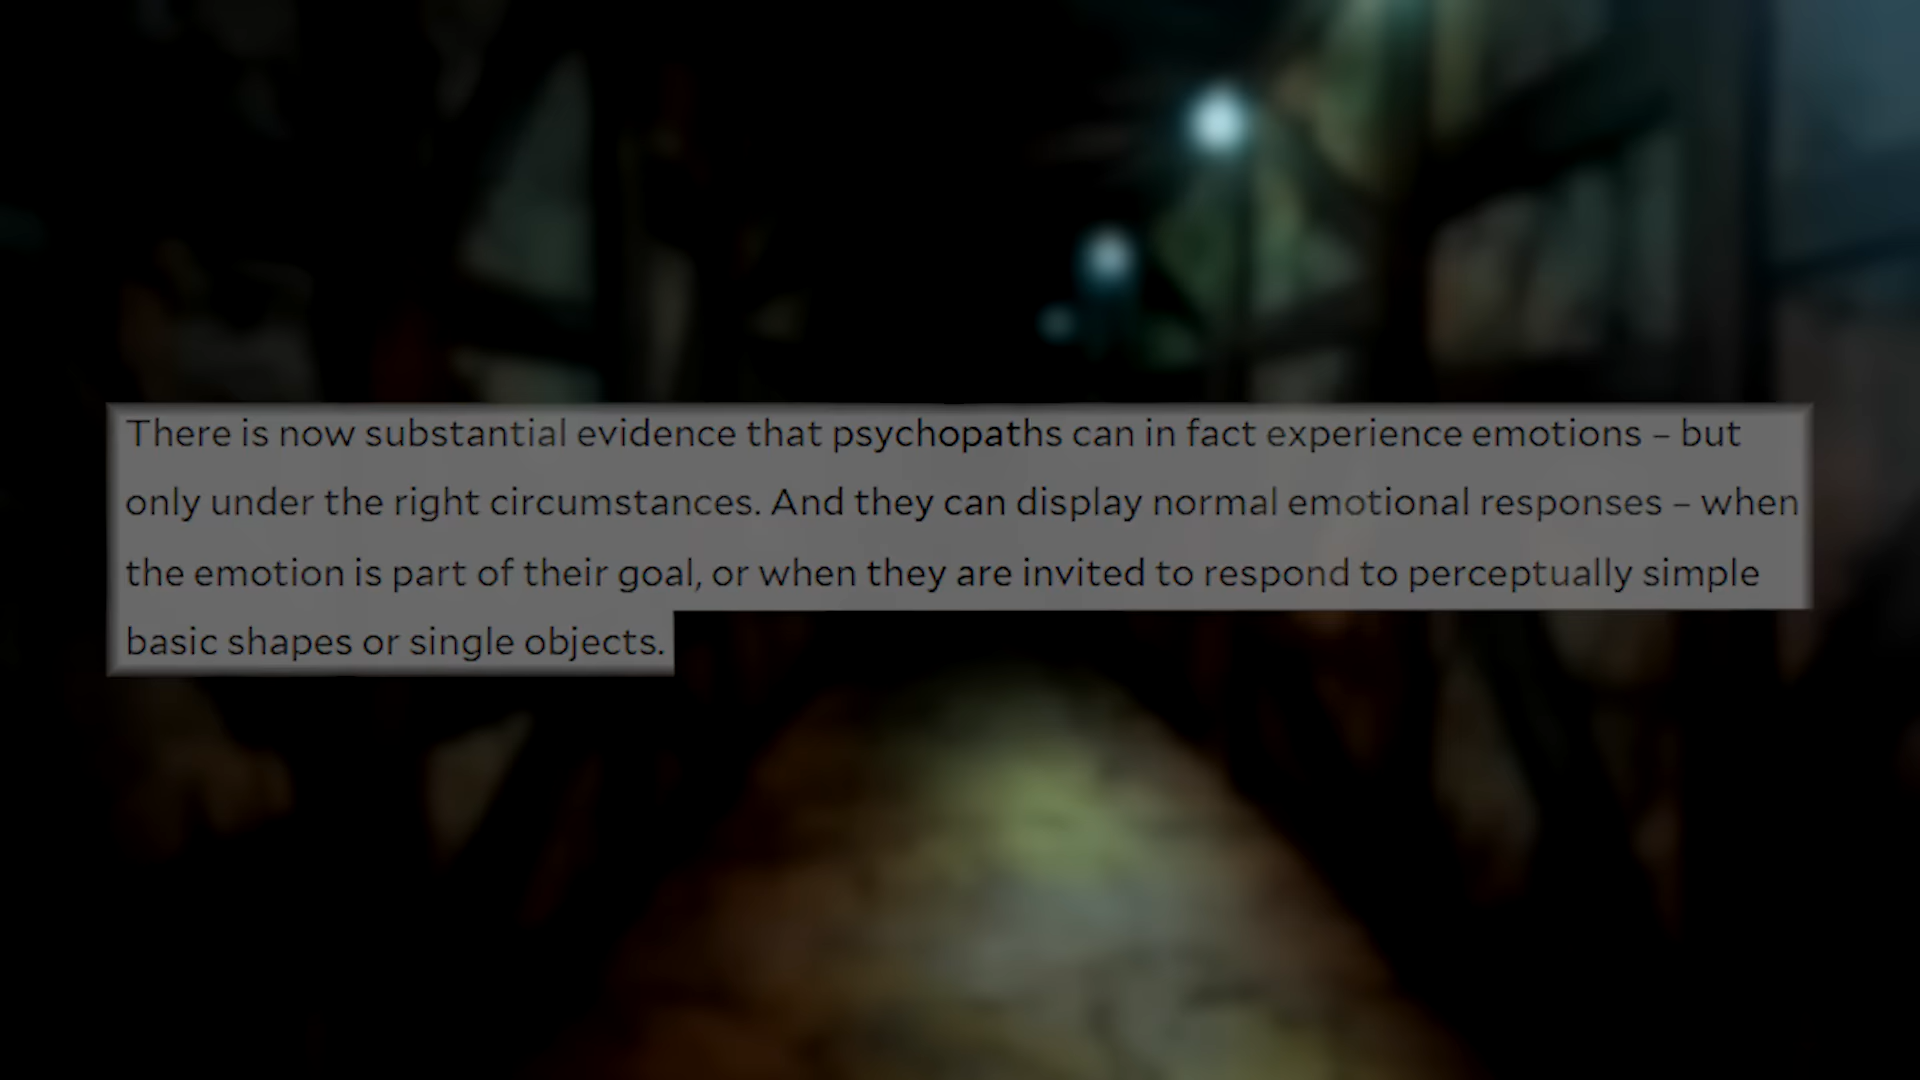 There is now substantial evidence that psychopaths can in fact experience emotions – but
only under the right circumstances. And they can display normal emotional responses – when
the emotion is part of their goal, or when they are invited to respond to perceptually simple
basic shapes or single objects.